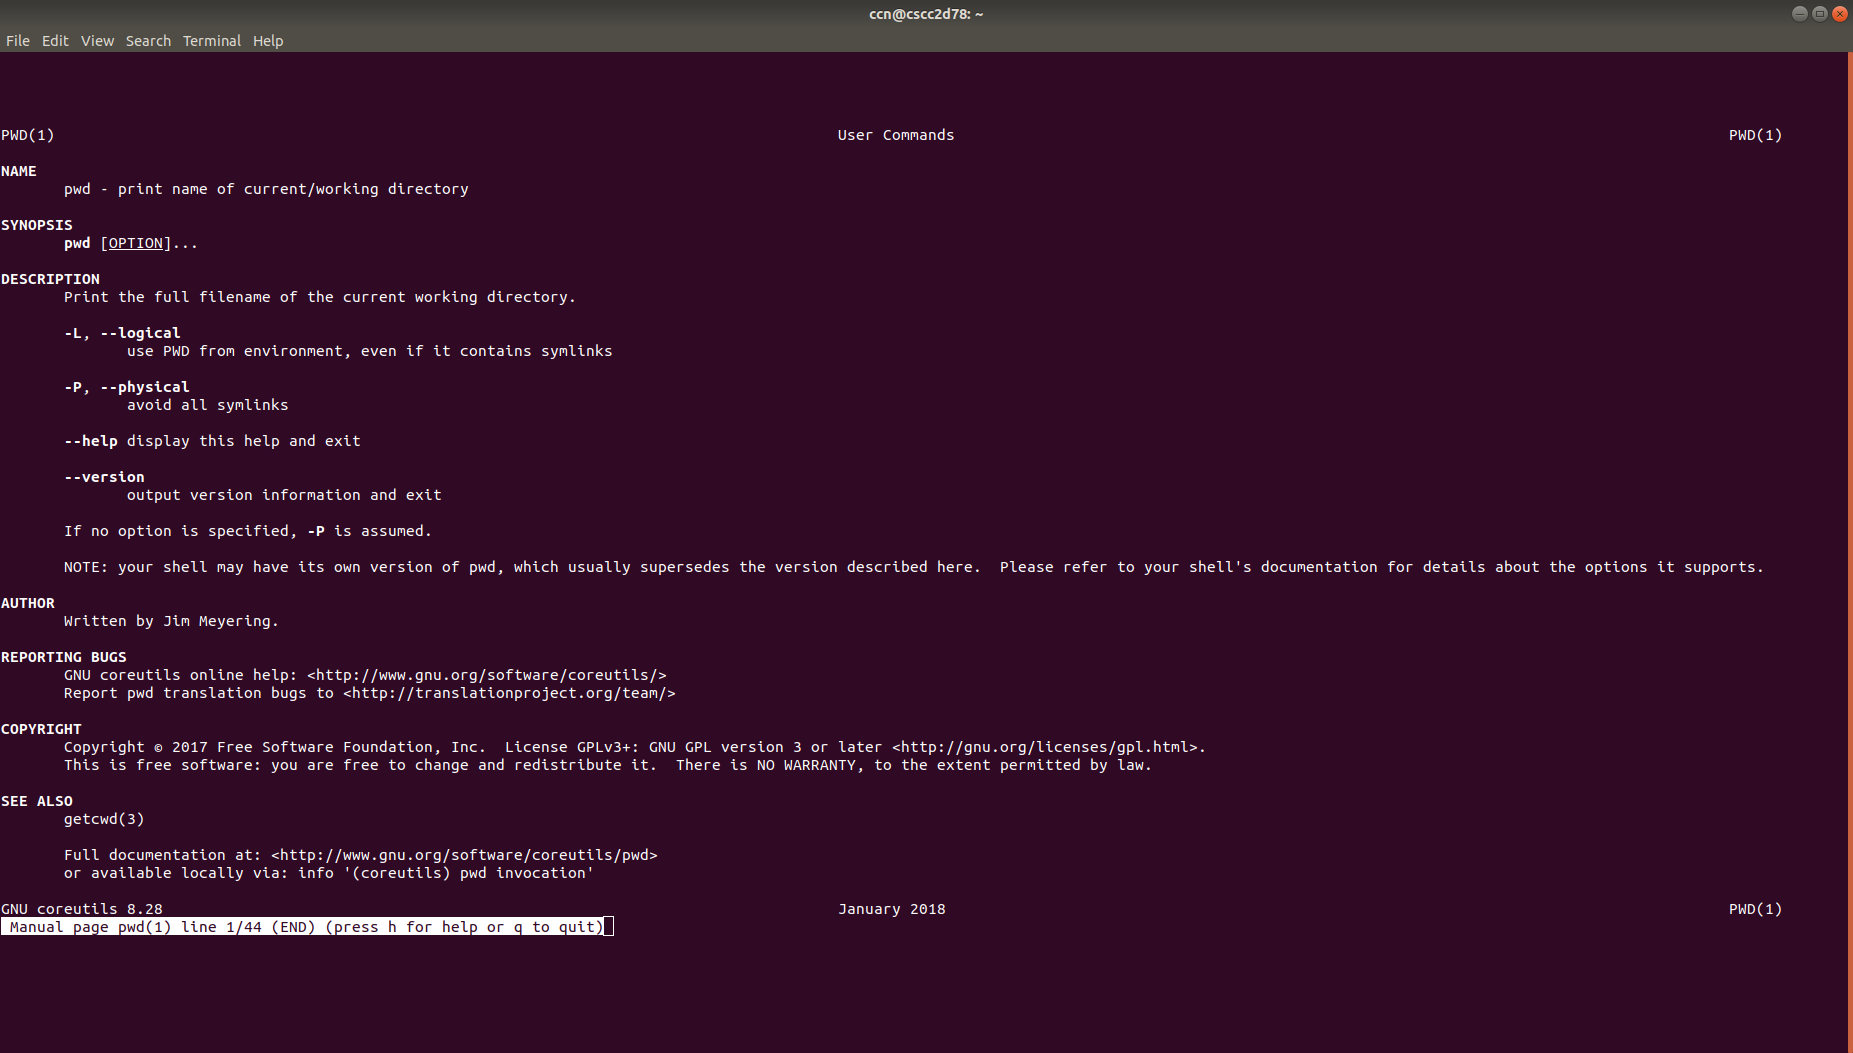 ccn@cscc2d78: ~
File Edit View Search Terminal Help
PWD(1) User Commands PWD(1)
NAME
pwd - print name of current/working directory
SYNOPSIS
pwd [OPTION]...
DESCRIPTION
Print the full filename of the current working directory.
-L, --logical
use PWD from environment, even if it contains symlinks
-P, --physical
avoid all symlinks
--help display this help and exit
--version
output version information and exit
If no option is specified, -P is assumed.
NOTE: your shell may have its own version of pwd, which usually supersedes the version described here.  Please refer to your shell's documentation for details about the options it supports.
AUTHOR
Written by Jim Meyering.
REPORTING BUGS
GNU coreutils online help: <http://www.gnu.org/software/coreutils/>
Report pwd translation bugs to <http://translationproject.org/team/>
COPYRIGHT
Copyright © 2017 Free Software Foundation, Inc.  License GPLv3+: GNU GPL version 3 or later <http://gnu.org/licenses/gpl.html>.
This is free software: you are free to change and redistribute it.  There is NO WARRANTY, to the extent permitted by law.
SEE ALSO
getcwd(3)
Full documentation at: <http://www.gnu.org/software/coreutils/pwd>
or available locally via: info '(coreutils) pwd invocation'
GNU coreutils 8.28 January 2018 PWD(1)
Manual page pwd(1) line 1/44 (END) (press h for help or q to quit)